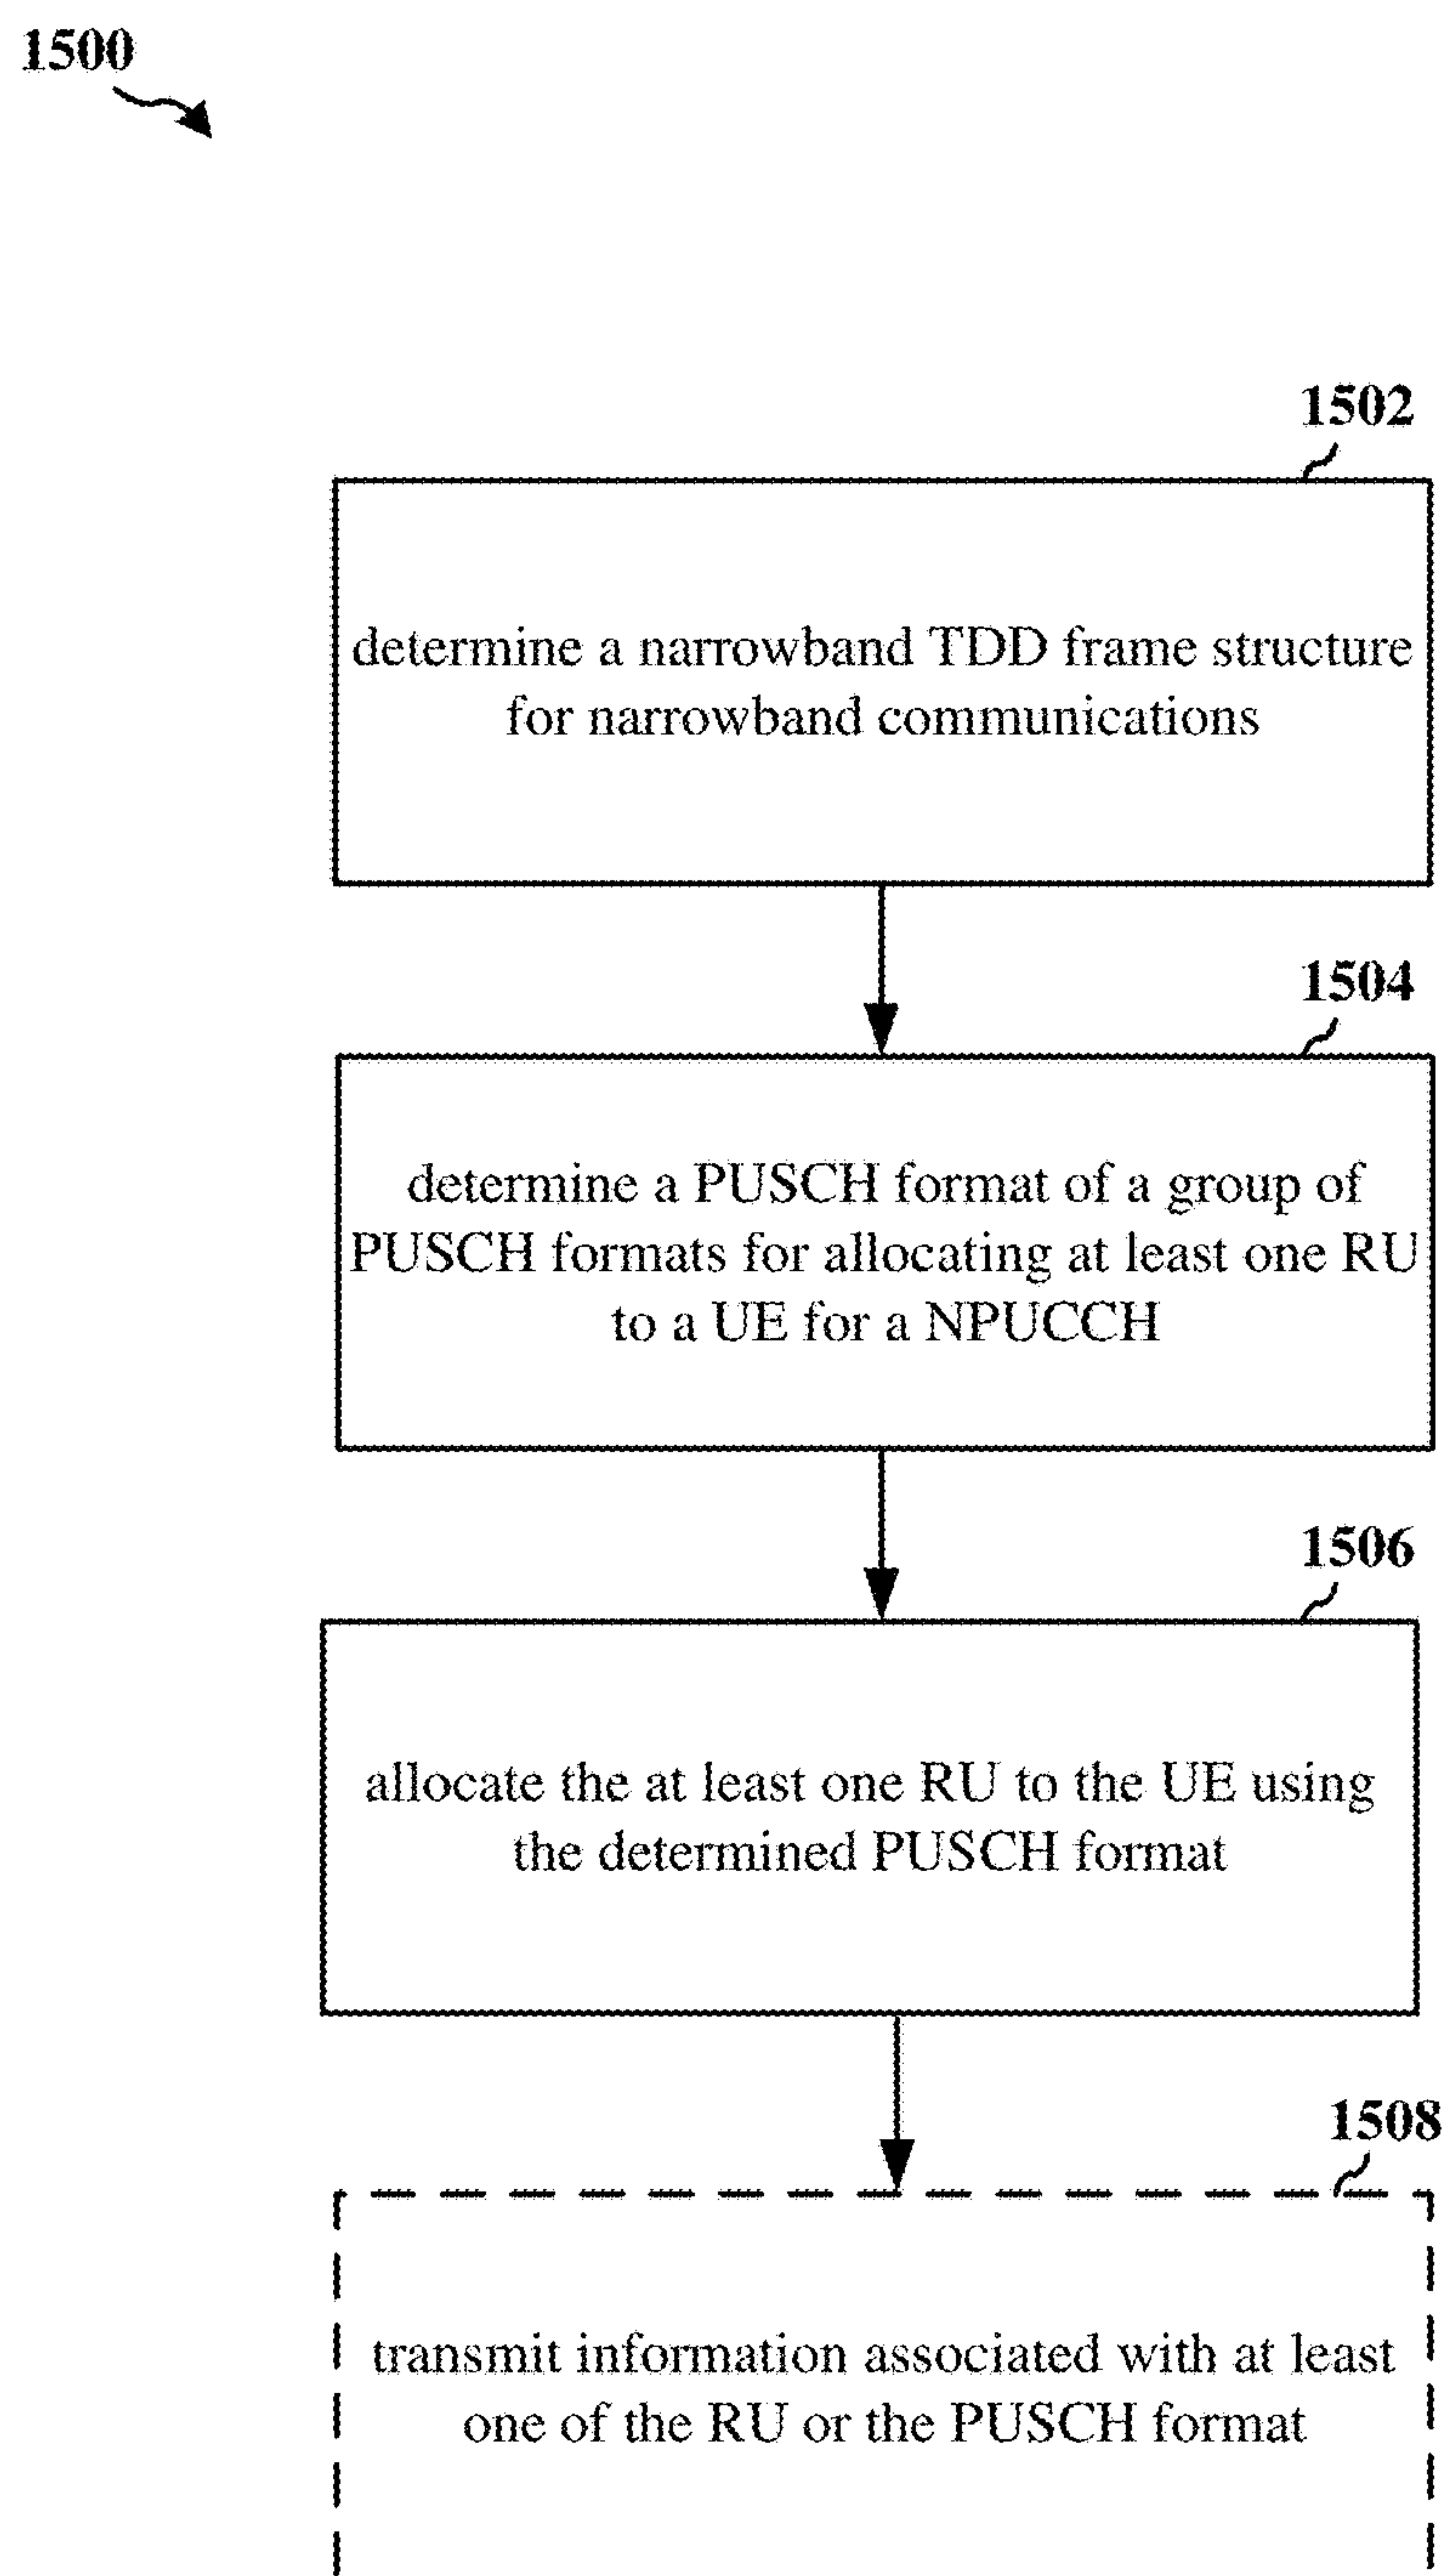 1500
1502
determine a narrowband TDD frame structure
for narrowband communications
1504
determine a PUSCH format of a group of
PUSCH formats for allocating at least one RU
to a UE for a NPUCCH
1506
allocate the at least one RU to the UE using
the determined PUSCH format
1508
transmit information associated with at least
one of the RU or the PUSCH format